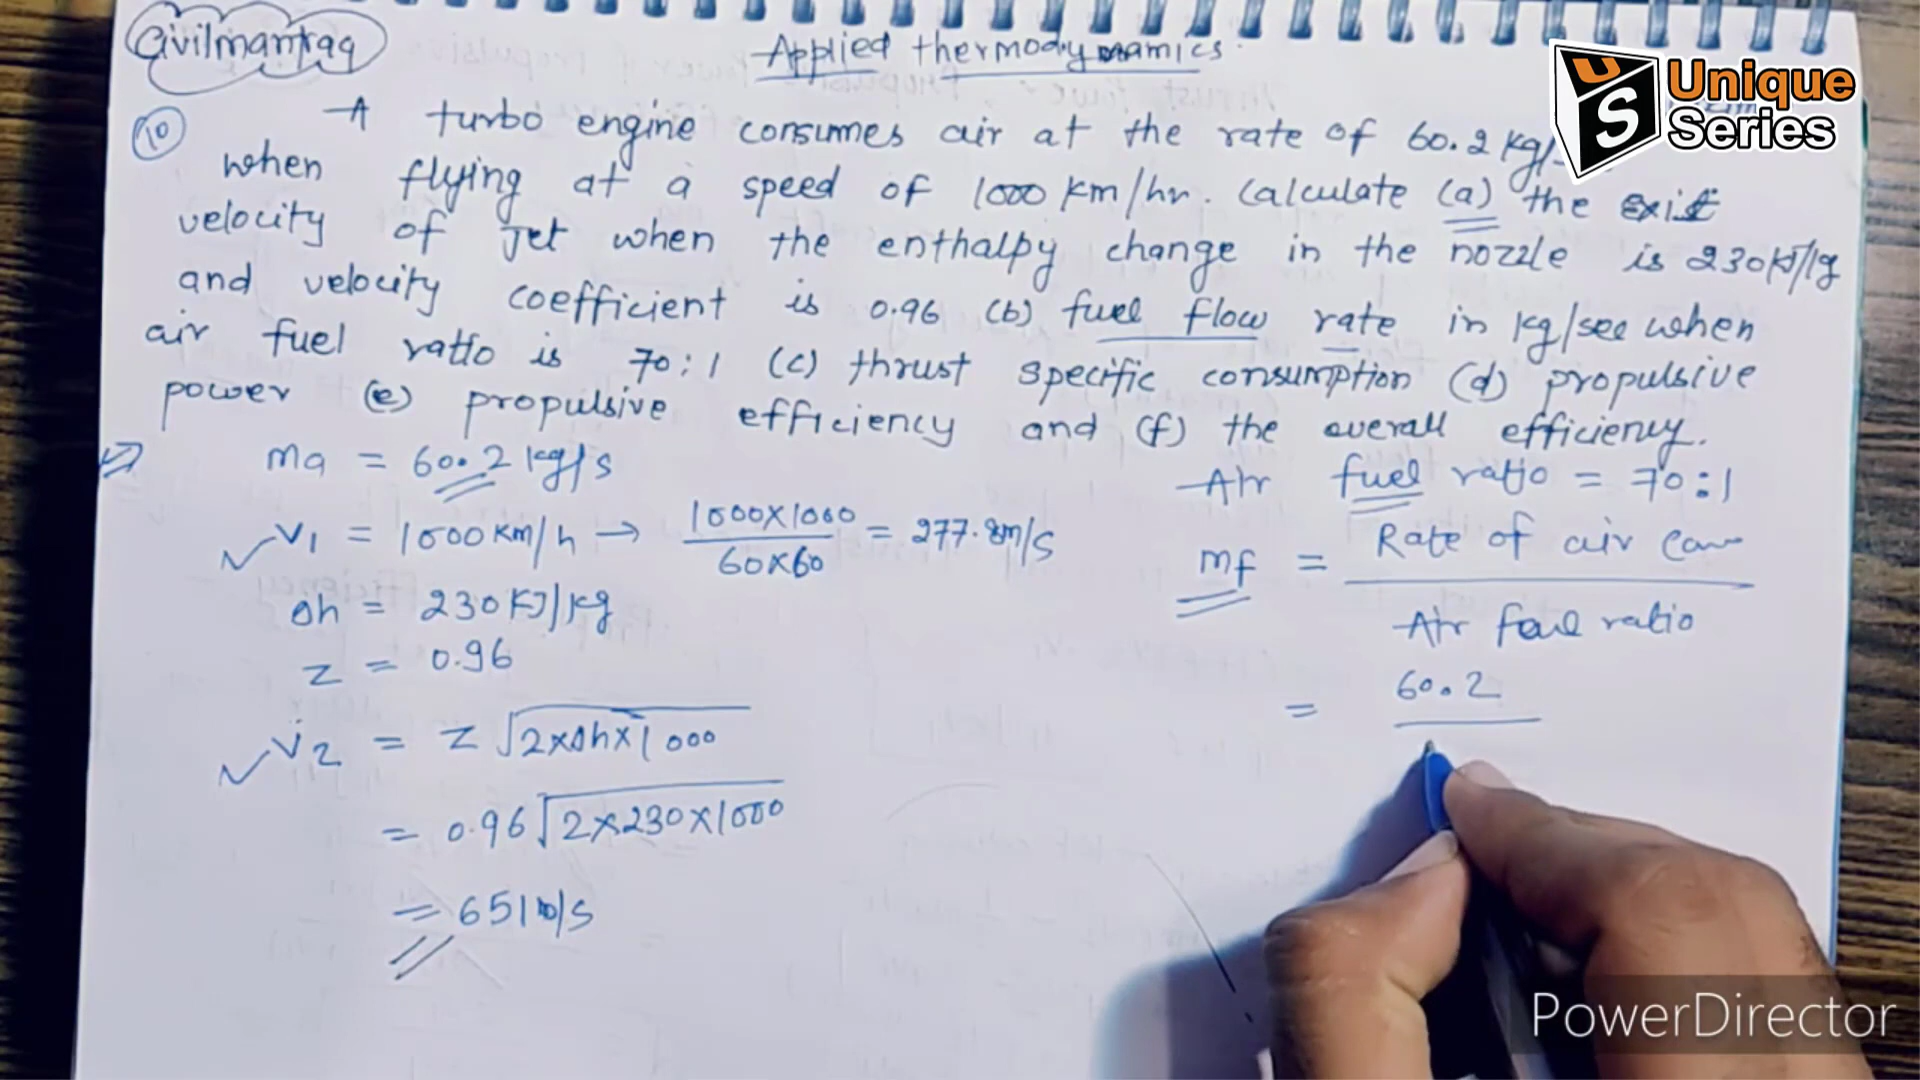 Civilmantraq
Applied thermodynamics
Unique
Series
10
A turbo engine consumes air at the rate of 60.2 kg/
when flying at a speed of 1000 km/hr. Calculate (a) the exist
velocity of Jet when the enthalpy change in the nozzle is 230KJ/kg
and velocity coefficient is 0.96 (b) fuel flow rate in kg/sec when
air fuel ratio is 70:1 (c) thrust specific consumption (d) propulsive
power (e) propulsive efficiency and (f) the overall efficiency.
ma = 60.2 kg/s
V1 = 1000 Km/h → 1000×1000 / 60×60 = 277.8m/s
Δh = 230 KJ/kg
z = 0.96
V2 = z √2×Δh×1000
= 0.96 √2×230×1000
= 651 m/s
Air fuel ratio = 70:1
mf = Rate of air Con / Air fuel ratio
= 60.2
PowerDirector